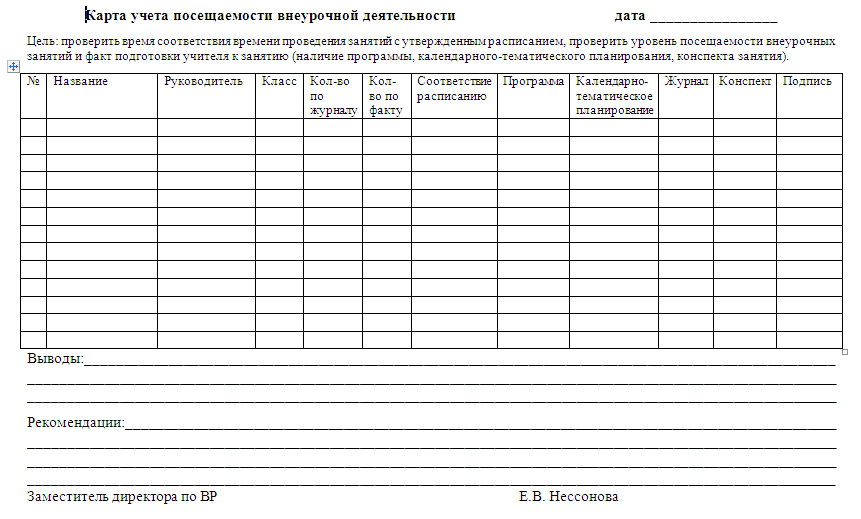 Карта учета посещаемости внеурочной деятельности дата ________________
Цель: проверить время соответствия времени проведения занятий с утвержденным расписанием, проверить уровень посещаемости внеурочных
занятий и факт подготовки учителя к занятию (наличие программы, календарно-тематического планирования, конспекта занятия).
№ Название Руководитель Класс Кол-во по журналу Кол-во по факту Соответствие расписанию Программа Календарно-тематическое планирование Журнал Конспект Подпись
Выводы:
Рекомендации:
Заместитель директора по ВР Е.В. Нессонова